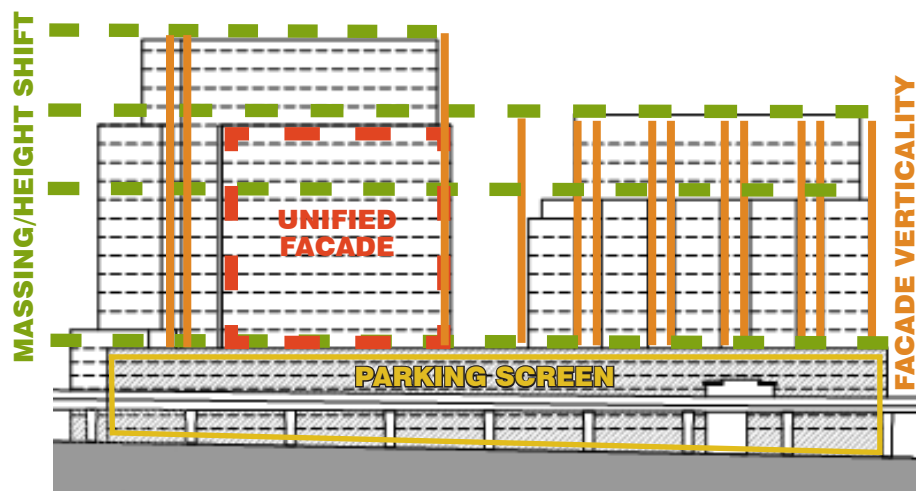 MASSING/HEIGHT SHIFT
UNIFIED
FACADE
PARKING SCREEN
FACADE VERTICALITY